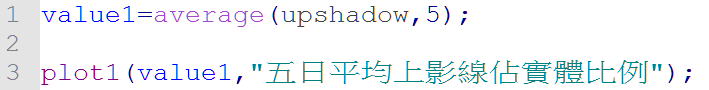 1 value1=average(upshadow,5);
2
3 plot1(value1,"五日平均上影線佔實體比例");